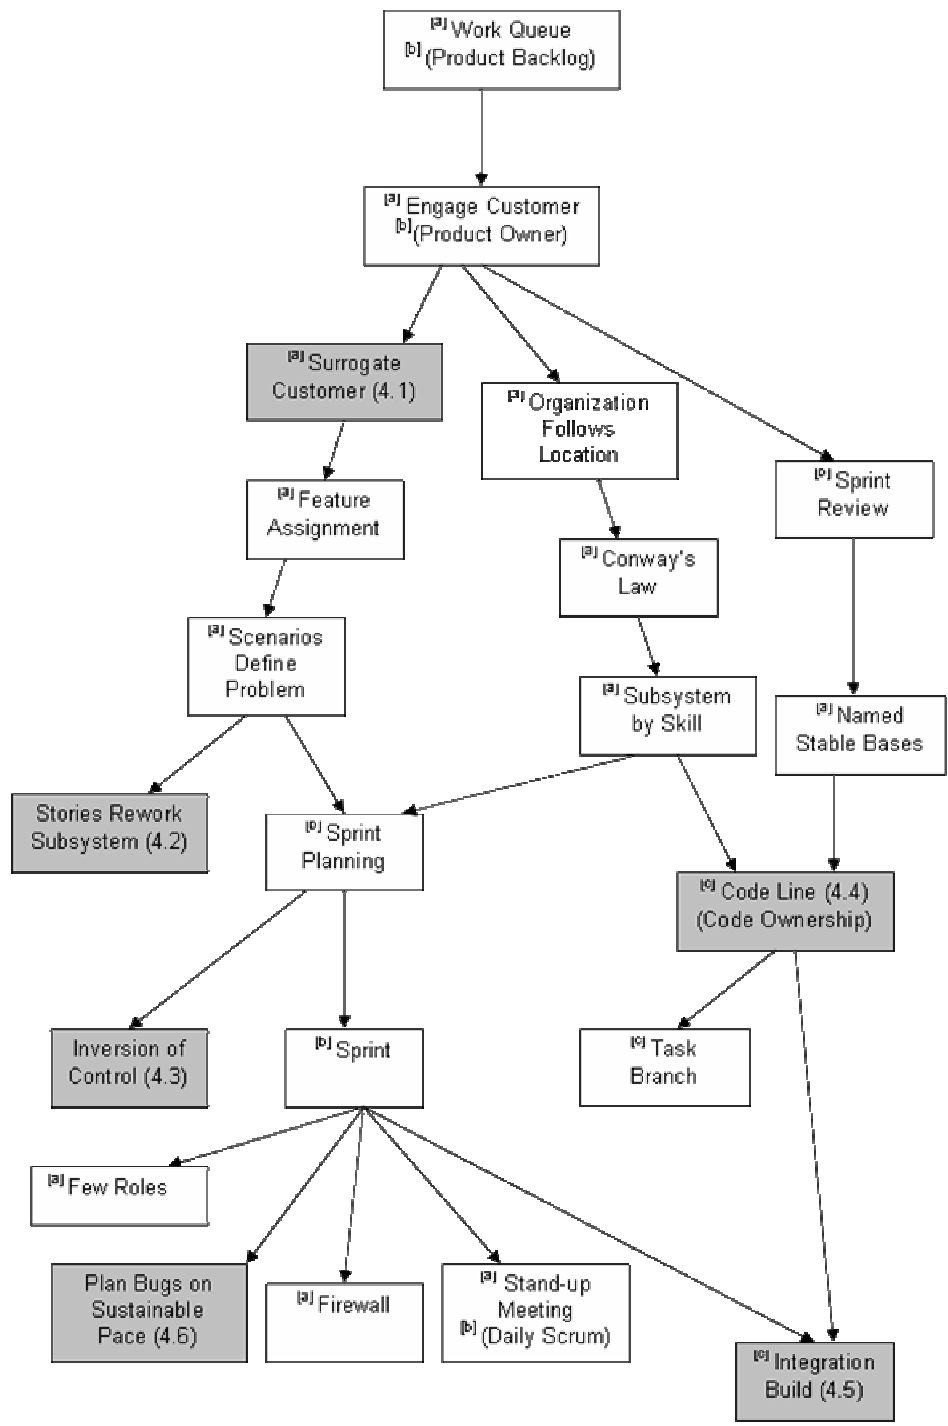 [a] Work Queue
[b] (Product Backlog)
[a] Engage Customer
[b] (Product Owner)
[a] Surrogate
Customer (4.1)
[a] Organization
Follows
Location
[b] Sprint
Review
[a] Feature
Assignment
[a] Conway's
Law
[a] Scenarios
Define
Problem
[a] Subsystem
by Skill
[a] Named
Stable Bases
Stories Rework
Subsystem (4.2)
[b] Sprint
Planning
[c] Code Line (4.4)
(Code Ownership)
Inversion of
Control (4.3)
[b] Sprint
[c] Task
Branch
[a] Few Roles
Plan Bugs on
Sustainable
Pace (4.6)
[a] Firewall
[a] Stand-up
Meeting
[b] (Daily Scrum)
[c] Integration
Build (4.5)